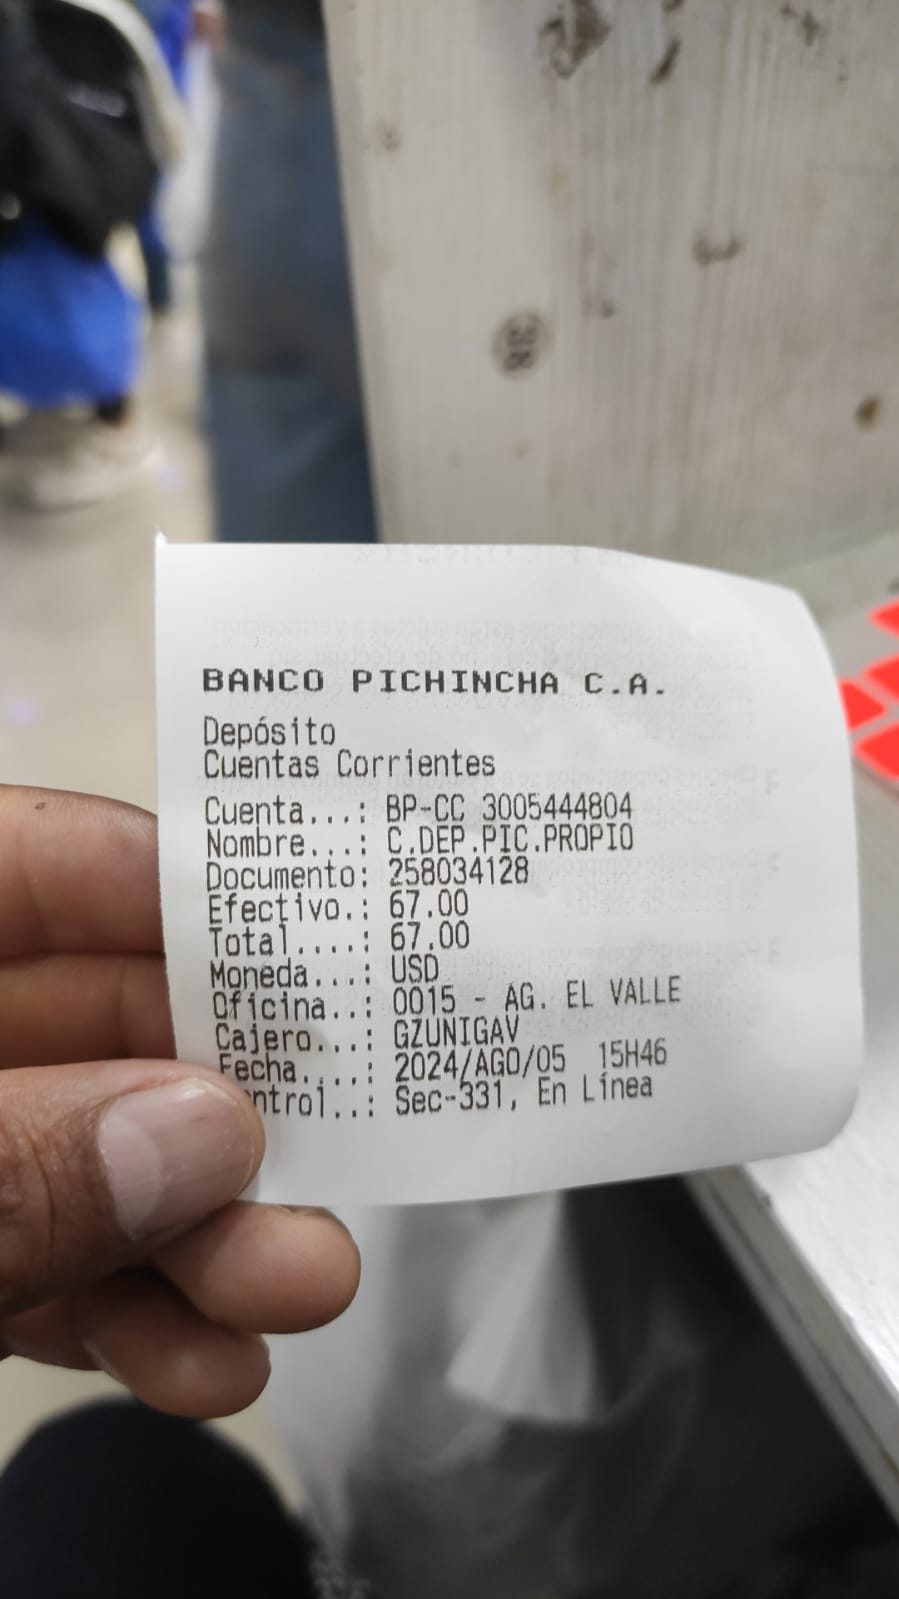 BANCO PICHINCHA C.A.
Depósito
Cuentas Corrientes
Cuenta...: BP-CC 3005444804
Nombre...: C.DEP.PIC.PROPIO
Documento: 258034128
Efectivo.: 67.00
Total....: 67.00
Moneda...: USD
Oficina..: 0015 - AG. EL VALLE
Cajero...: GZUNIGAV
Fecha....: 2024/AGO/05 15H46
ntrol..: Sec-331, En Línea